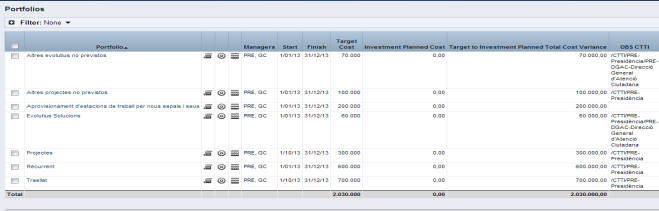 Portfolios
Filter: None
Portfolio Managers Start Finish Target Cost Investment Planned Cost Target to Investment Planned Total Cost Variance OBS CTTI
Altres evolutius no previstos PRE, GC 1/01/13 31/12/13 70.000 0,00 70.000,00 /CTTI/PRE-
Presidència/PRE-
DGAC-Direcció
General
d'Atenció
Ciutadana
Altres projectes no previstos PRE, GC 1/01/13 31/12/13 100.000 0,00 100.000,00 /CTTI/PRE-
Presidència
Aprovisionament d'estacions de treball per nous espais i seus PRE, GC 1/01/13 31/12/13 200.000 200.000,00
Evolutius Solucions PRE, GC 1/01/13 31/12/13 60.000 0,00 60.000,00 /CTTI/PRE-
Presidència/PRE-
DGAC-Direcció
General
d'Atenció
Ciutadana
Projectes PRE, GC 1/10/13 31/12/13 300.000 0,00 300.000,00 /CTTI/PRE-
Presidència
Recurrent PRE, GC 1/01/13 31/12/13 600.000 0,00 600.000,00 /CTTI/PRE-
Presidència
Trasllat PRE, GC 1/10/13 31/12/13 700.000 0,00 700.000,00 /CTTI/PRE-
Presidència
Total 2.030.000 0,00 2.030.000,00